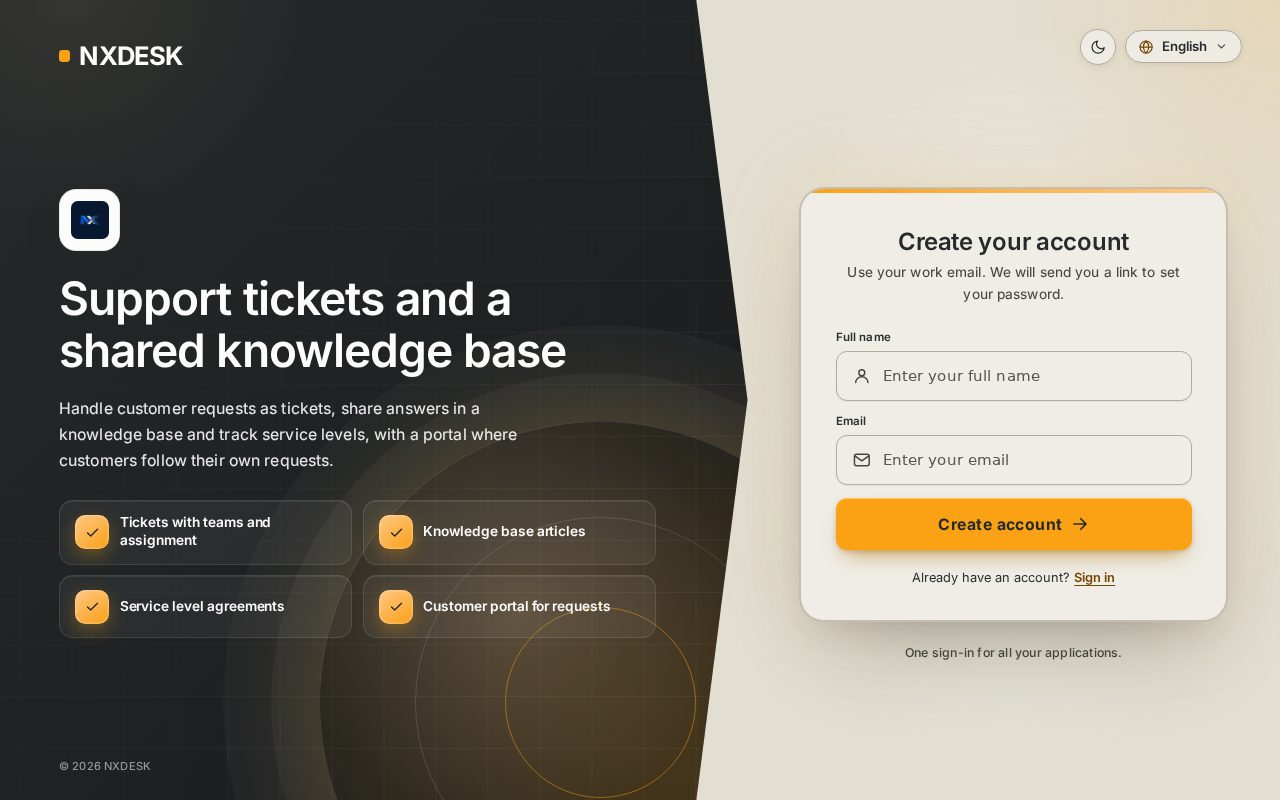 NXDESK
English
NX
Support tickets and a
shared knowledge base
Handle customer requests as tickets, share answers in a
knowledge base and track service levels, with a portal where
customers follow their own requests.
Tickets with teams and
assignment
Knowledge base articles
Service level agreements
Customer portal for requests
© 2026 NXDESK
Create your account
Use your work email. We will send you a link to set
your password.
Full name
Enter your full name
Email
Enter your email
Create account
Already have an account? Sign in
One sign-in for all your applications.